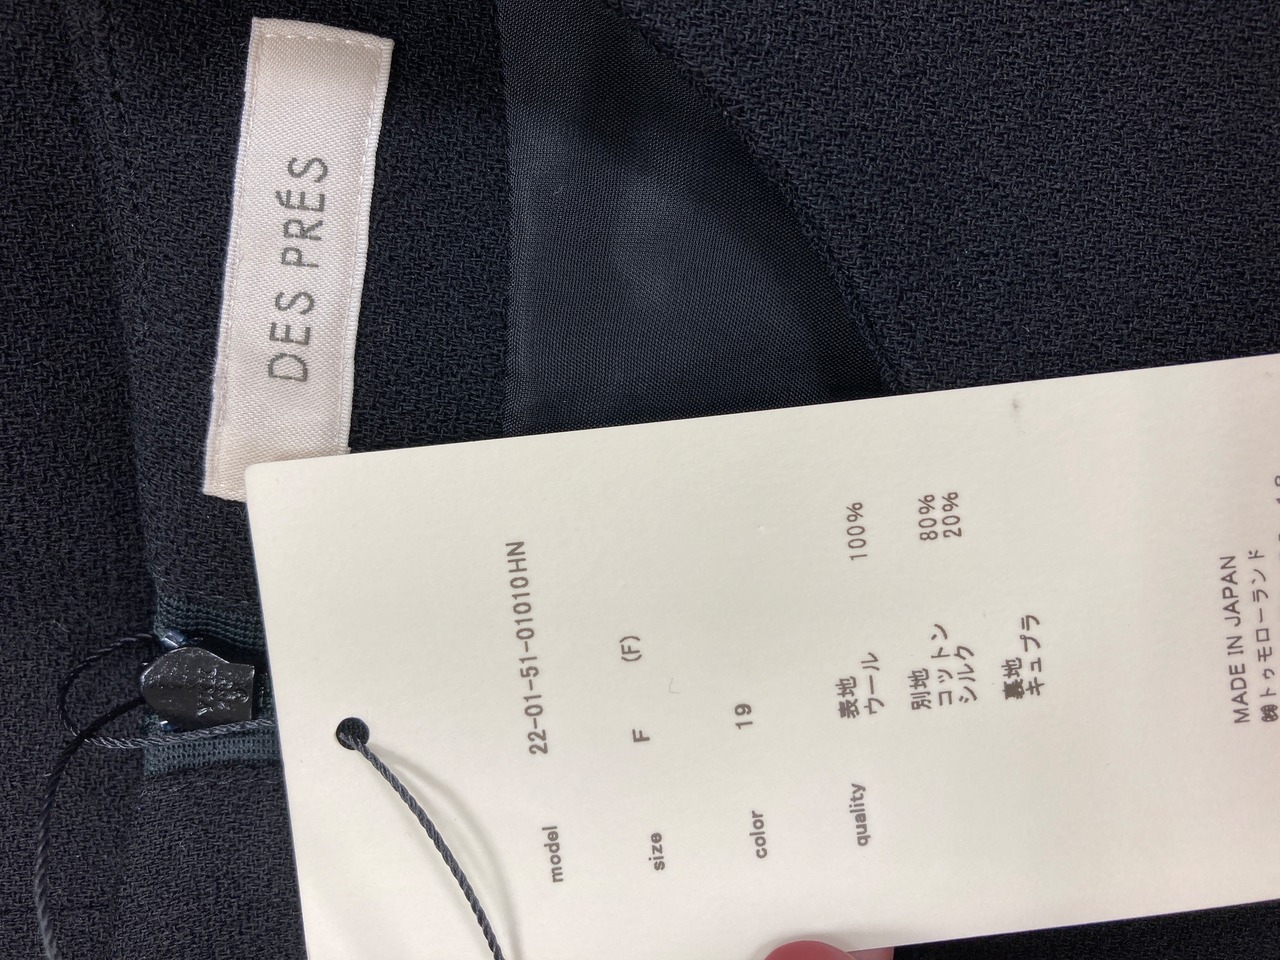 DES PRÉS
model 22-01-51-01010HN
size F (F)
color 19
quality 表地
ウール 100%
別地
コットン 80%
シルク 20%
裏地
キュプラ
MADE IN JAPAN
㈱トゥモローランド